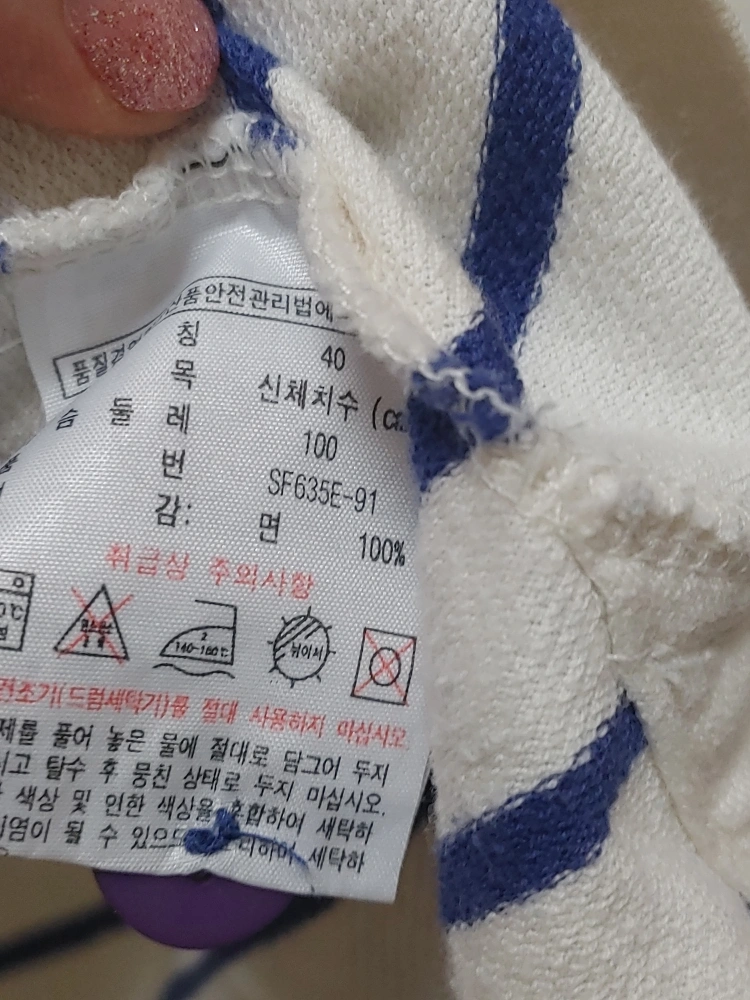 안전관리법에
칭 40
목 신체치수 (c
슴 둘 레 100
번 SF635E-91
감: 면 100%
취급상 주의사항
2 140~160℃ 뉘어서
건조기(드럼세탁기)를 절대 사용하지 마십시오.
제를 풀어 놓은 물에 절대로 담그어 두지
고 탈수 후 뭉친 상태로 두지 마십시오.
색상 및 인한 색상을 혼합하여 세탁하
염이 될 수 있으 리하여 세탁하